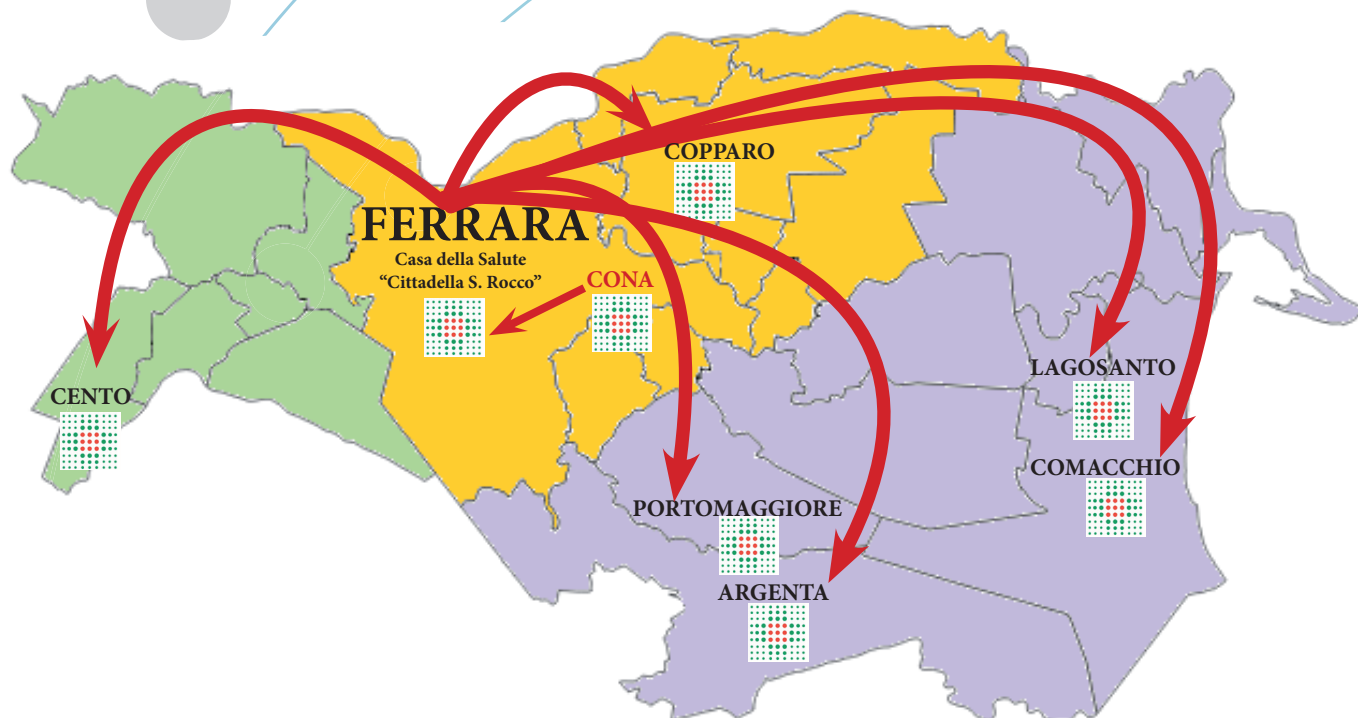 COPPARO
FERRARA
Casa della Salute
“Cittadella S. Rocco”
CONA
LAGOSANTO
CENTO
COMACCHIO
PORTOMAGGIORE
ARGENTA